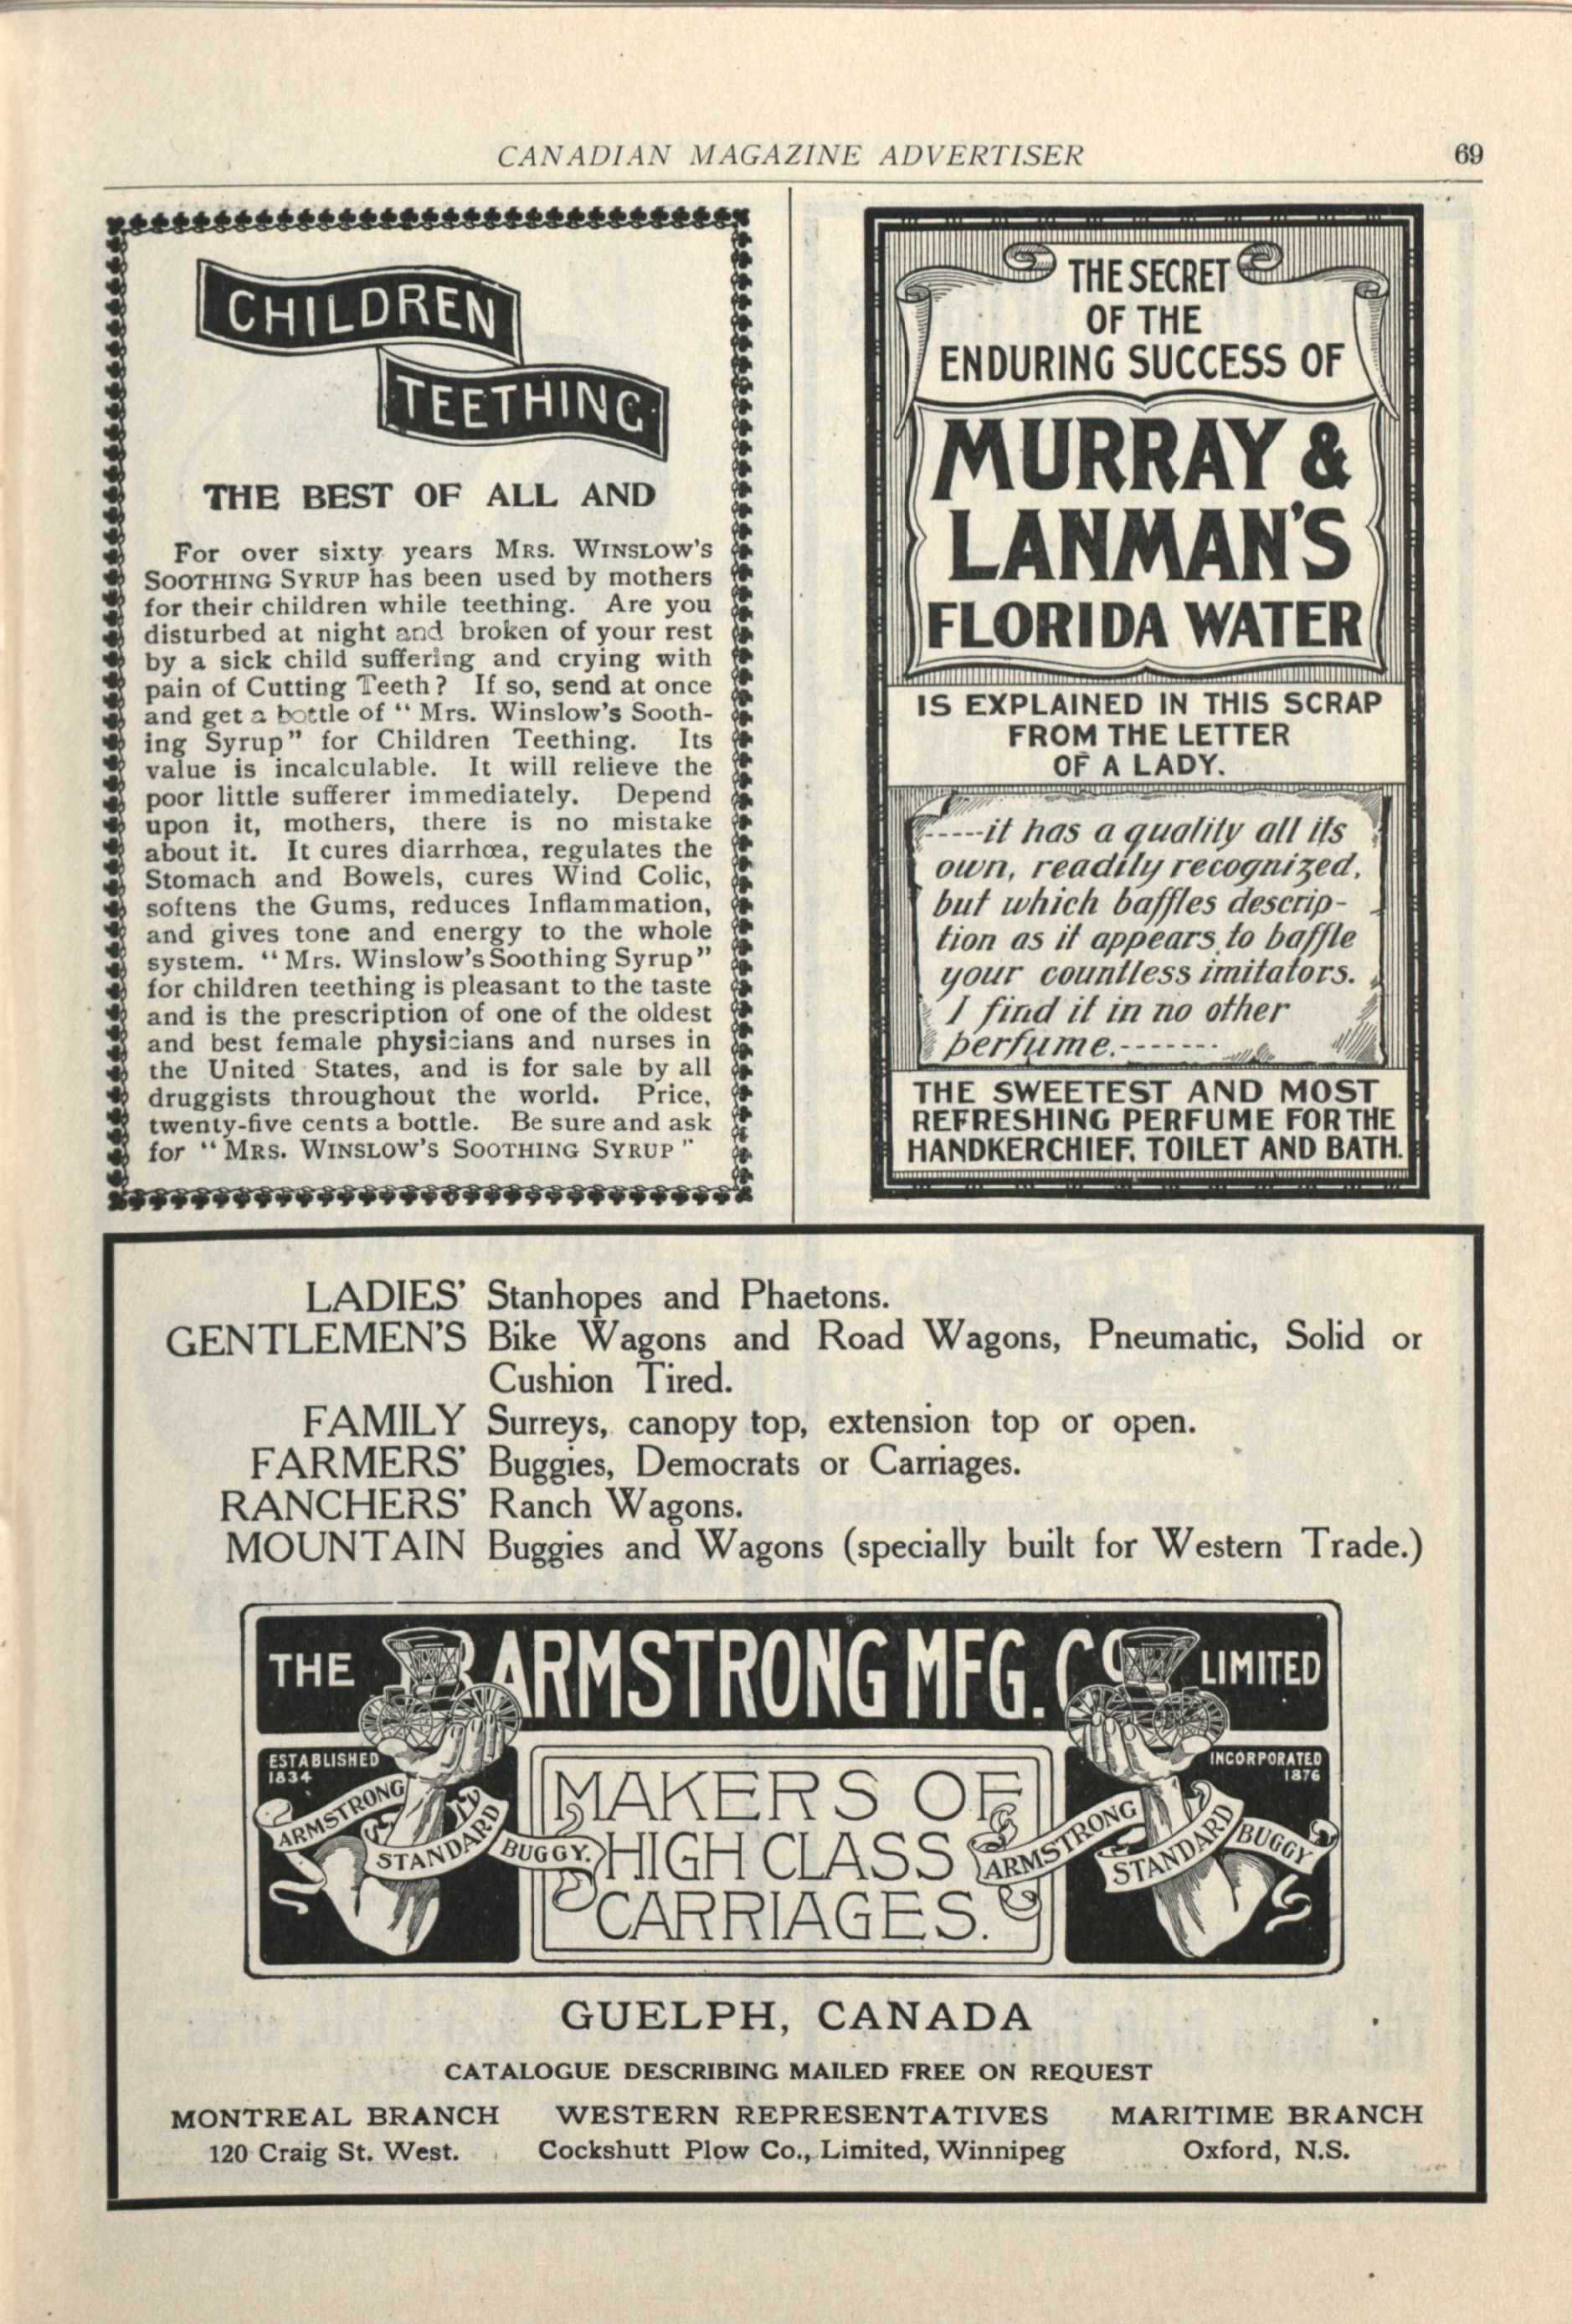 CANADIAN MAGAZINE ADVERTISER 69
CHILDREN
TEETHING
THE BEST OF ALL AND
For over sixty years MRS. WINSLOW'S
SOOTHING SYRUP has been used by mothers
for their children while teething. Are you
disturbed at night and broken of your rest
by a sick child suffering and crying with
pain of Cutting Teeth? If so, send at once
and get a bottle of "Mrs. Winslow's Sooth-
ing Syrup" for Children Teething. Its
value is incalculable. It will relieve the
poor little sufferer immediately. Depend
upon it, mothers, there is no mistake
about it. It cures diarrhœa, regulates the
Stomach and Bowels, cures Wind Colic,
softens the Gums, reduces Inflammation,
and gives tone and energy to the whole
system. "Mrs. Winslow's Soothing Syrup"
for children teething is pleasant to the taste
and is the prescription of one of the oldest
and best female physicians and nurses in
the United States, and is for sale by all
druggists throughout the world. Price,
twenty-five cents a bottle. Be sure and ask
for "MRS. WINSLOW'S SOOTHING SYRUP"
THE SECRET
OF THE
ENDURING SUCCESS OF
MURRAY &
LANMAN'S
FLORIDA WATER
IS EXPLAINED IN THIS SCRAP
FROM THE LETTER
OF A LADY.
-----it has a quality all its
own, readily recognized,
but which baffles descrip-
tion as it appears to baffle
your countless imitators.
I find it in no other
perfume.-------
THE SWEETEST AND MOST
REFRESHING PERFUME FOR THE
HANDKERCHIEF, TOILET AND BATH.
LADIES' Stanhopes and Phaetons.
GENTLEMEN'S Bike Wagons and Road Wagons, Pneumatic, Solid or
Cushion Tired.
FAMILY Surreys, canopy top, extension top or open.
FARMERS' Buggies, Democrats or Carriages.
RANCHERS' Ranch Wagons.
MOUNTAIN Buggies and Wagons (specially built for Western Trade.)
THE J.B. ARMSTRONG MFG. CO LIMITED
ESTABLISHED
1834
INCORPORATED
1876
ARMSTRONG
STANDARD
BUGGY.
MAKERS OF
HIGH CLASS
CARRIAGES.
ARMSTRONG
STANDARD
BUGGY
GUELPH, CANADA
CATALOGUE DESCRIBING MAILED FREE ON REQUEST
MONTREAL BRANCH WESTERN REPRESENTATIVES MARITIME BRANCH
120 Craig St. West. Cockshutt Plow Co., Limited, Winnipeg Oxford, N.S.